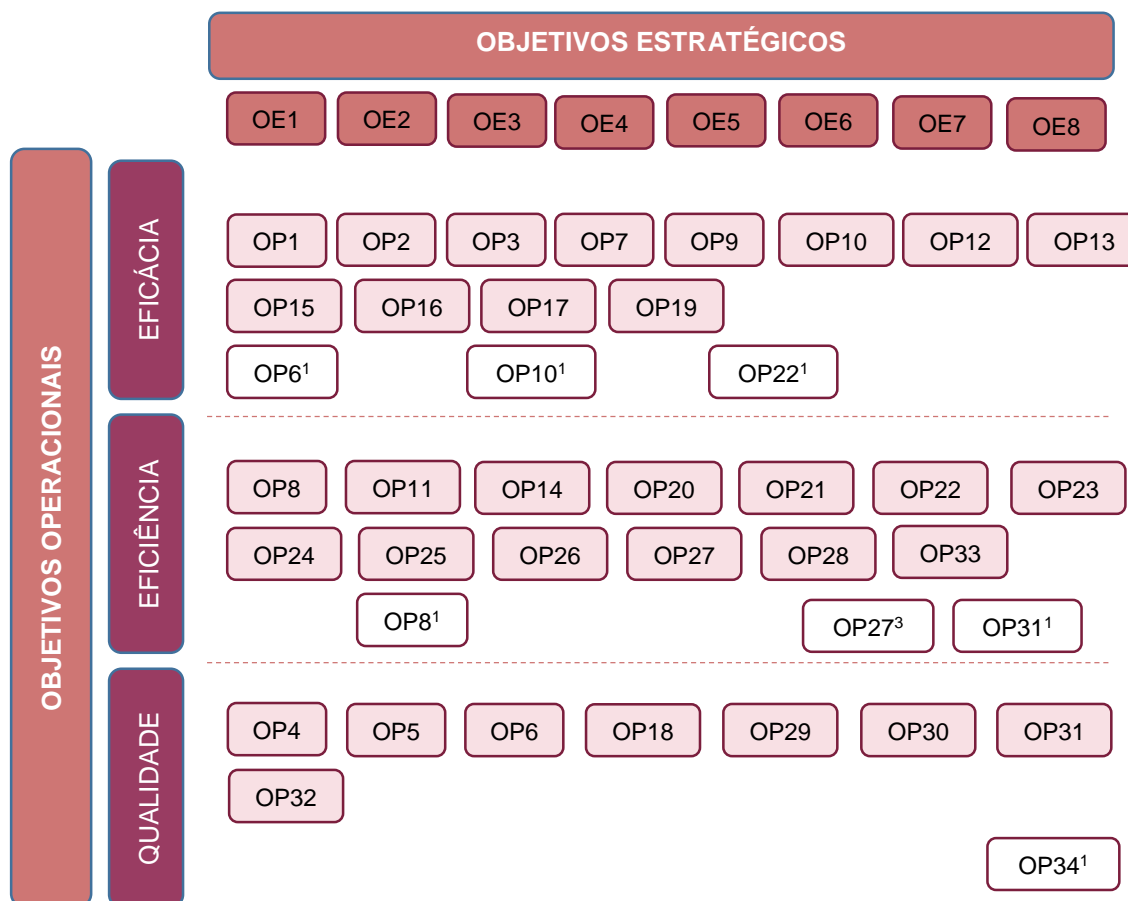 OBJETIVOS ESTRATÉGICOS
OE1 OE2 OE3 OE4 OE5 OE6 OE7 OE8
OBJETIVOS OPERACIONAIS
EFICÁCIA
OP1 OP2 OP3 OP7 OP9 OP10 OP12 OP13
OP15 OP16 OP17 OP19
OP6¹ OP10¹ OP22¹
EFICIÊNCIA
OP8 OP11 OP14 OP20 OP21 OP22 OP23
OP24 OP25 OP26 OP27 OP28 OP33
OP8¹ OP27³ OP31¹
QUALIDADE
OP4 OP5 OP6 OP18 OP29 OP30 OP31
OP32
OP34¹